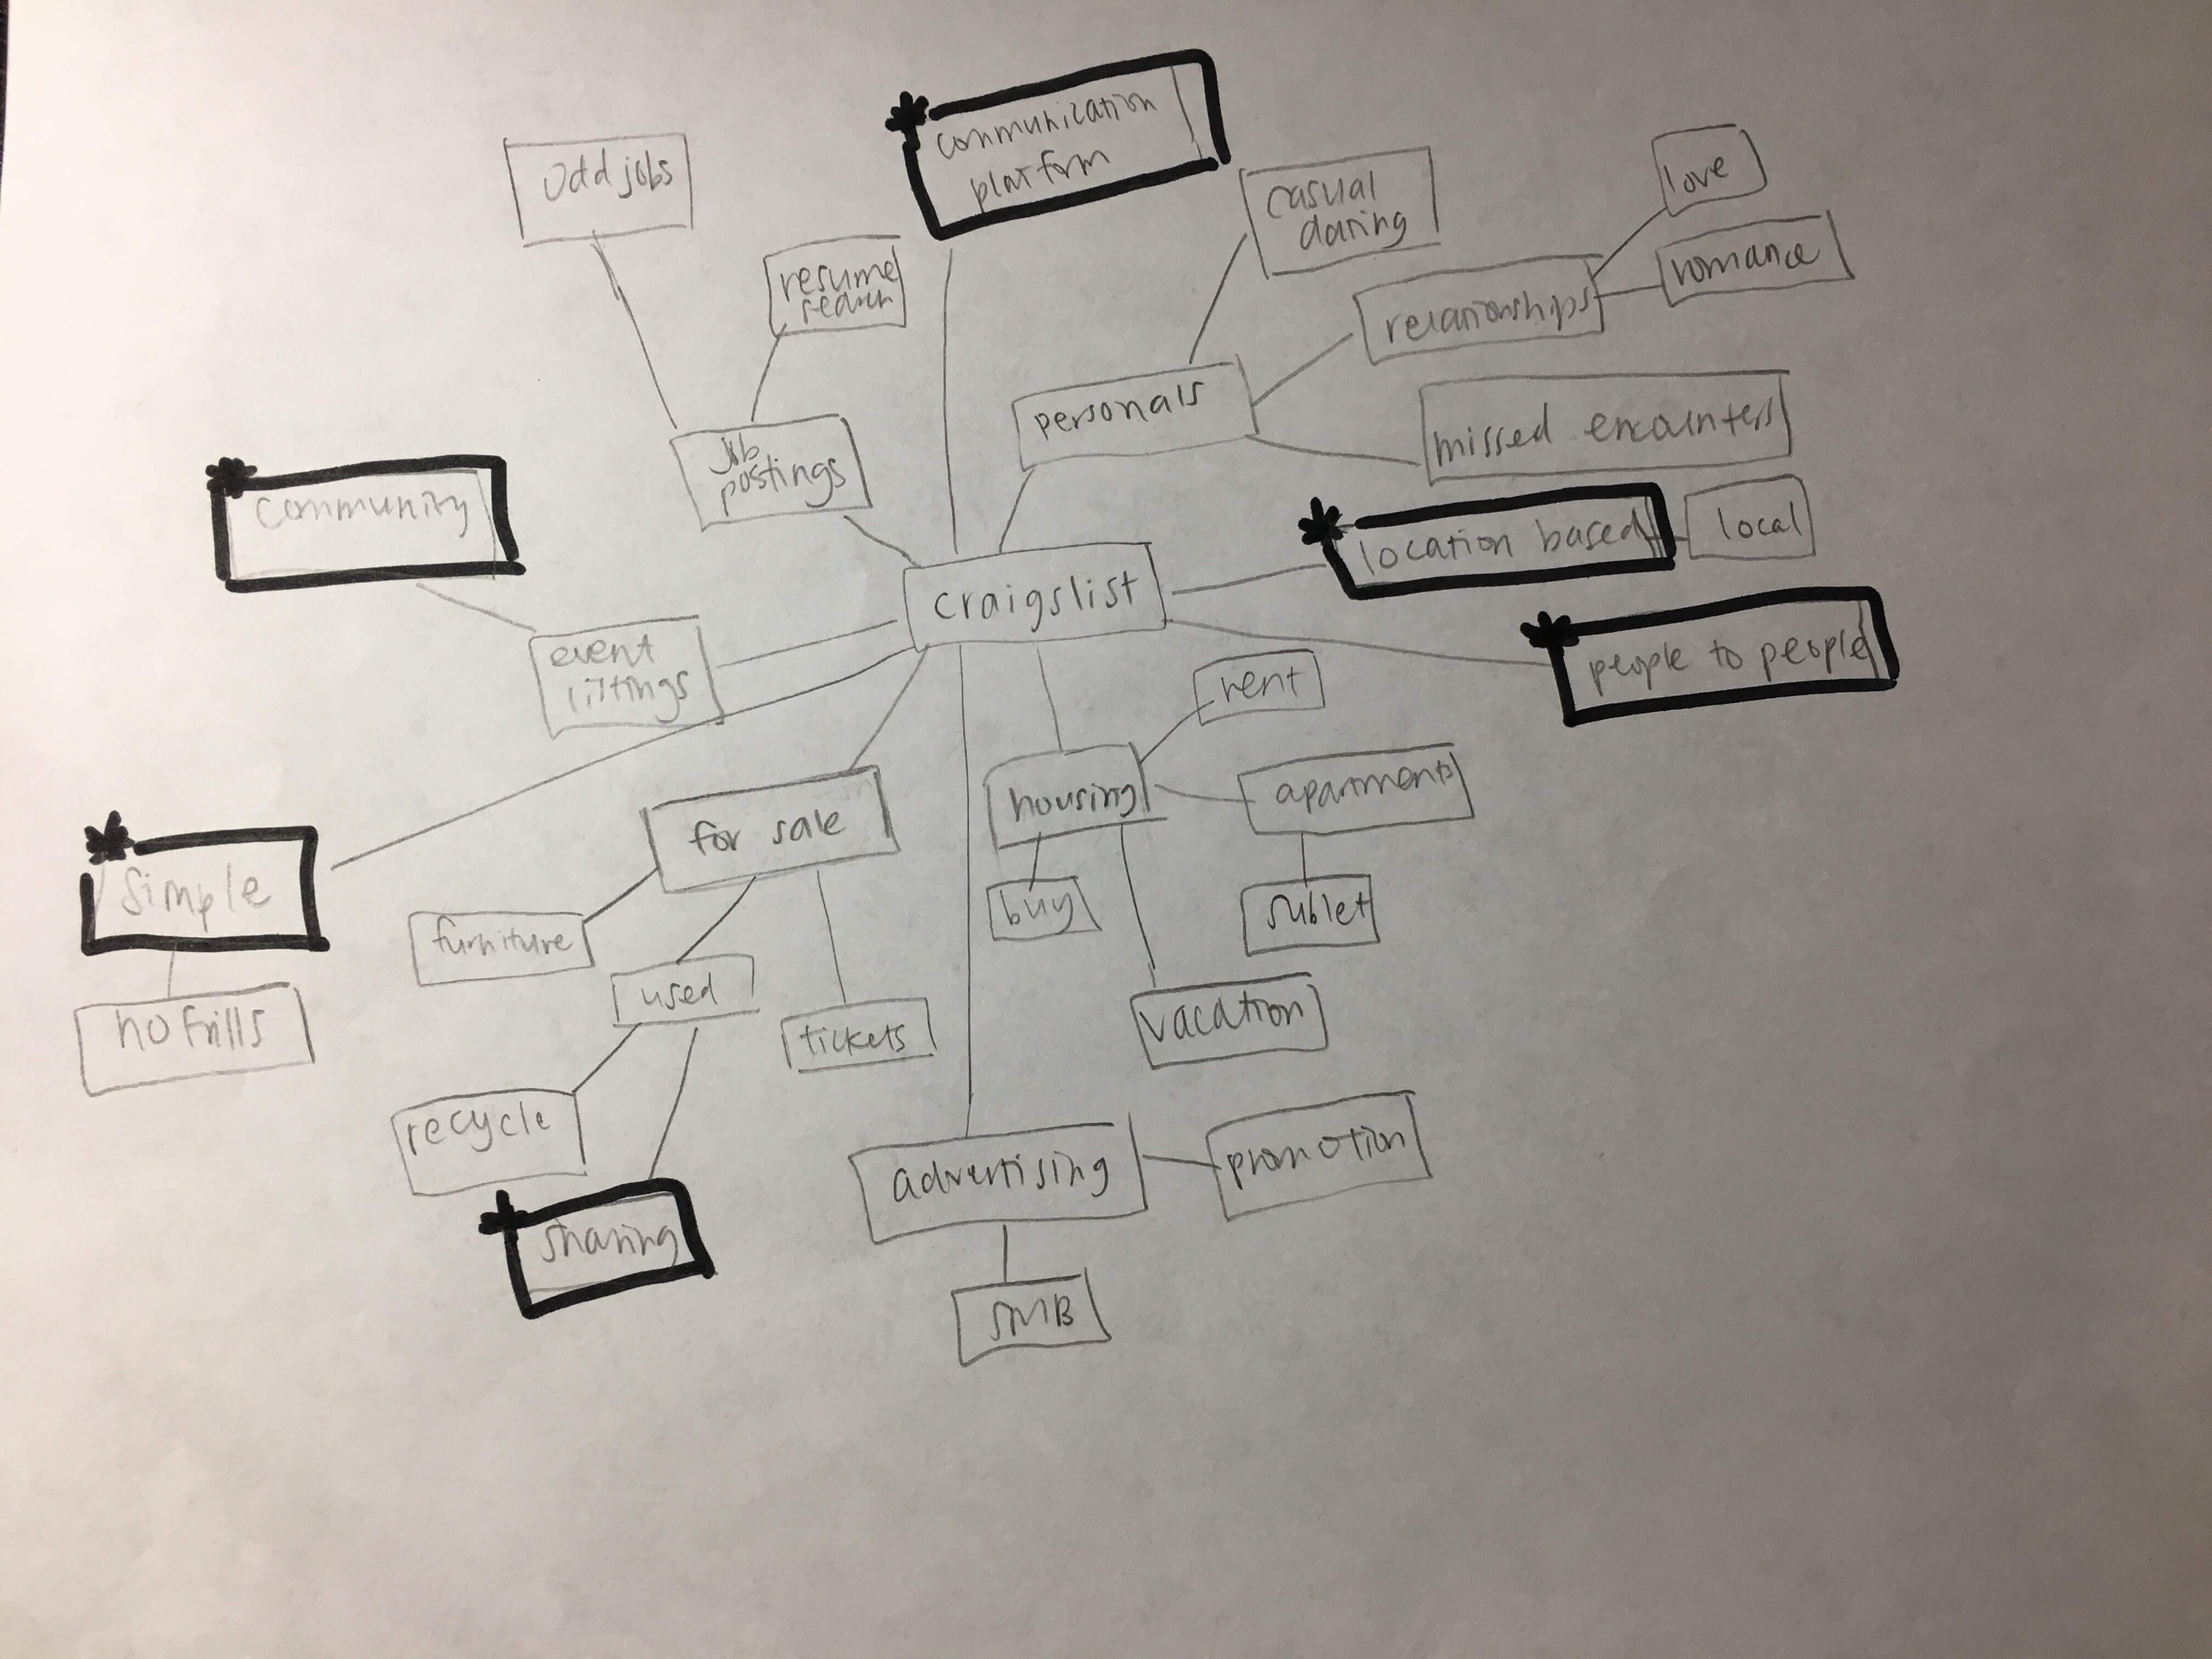 communication
platform
odd jobs
casual
dating
love
romance
resume
search
relationships
personals
missed encounters
job
postings
community
location based
local
craigslist
people to people
event
listings
rent
housing
apartments
for sale
simple
furniture
buy
sublet
used
no frills
tickets
vacation
recycle
advertising
promotion
sharing
SMB